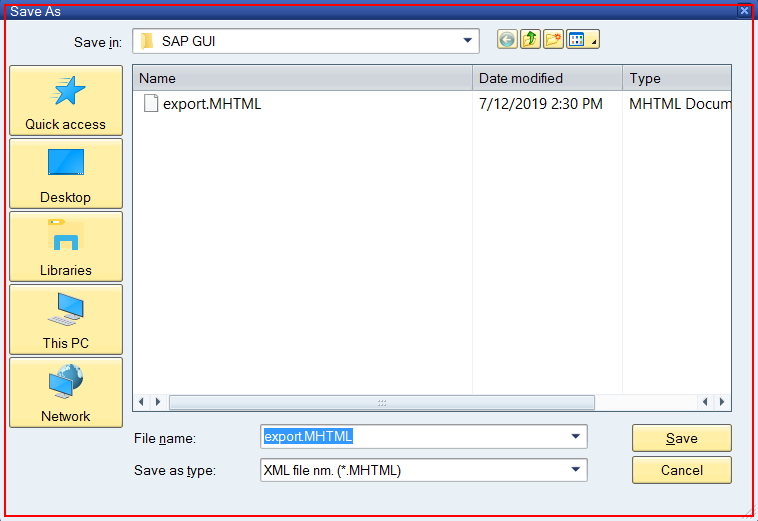 Save As
Save in: SAP GUI
Name Date modified Type
export.MHTML 7/12/2019 2:30 PM MHTML Docum
Quick access
Desktop
Libraries
This PC
Network
File name: export.MHTML Save
Save as type: XML file nm. (*.MHTML) Cancel